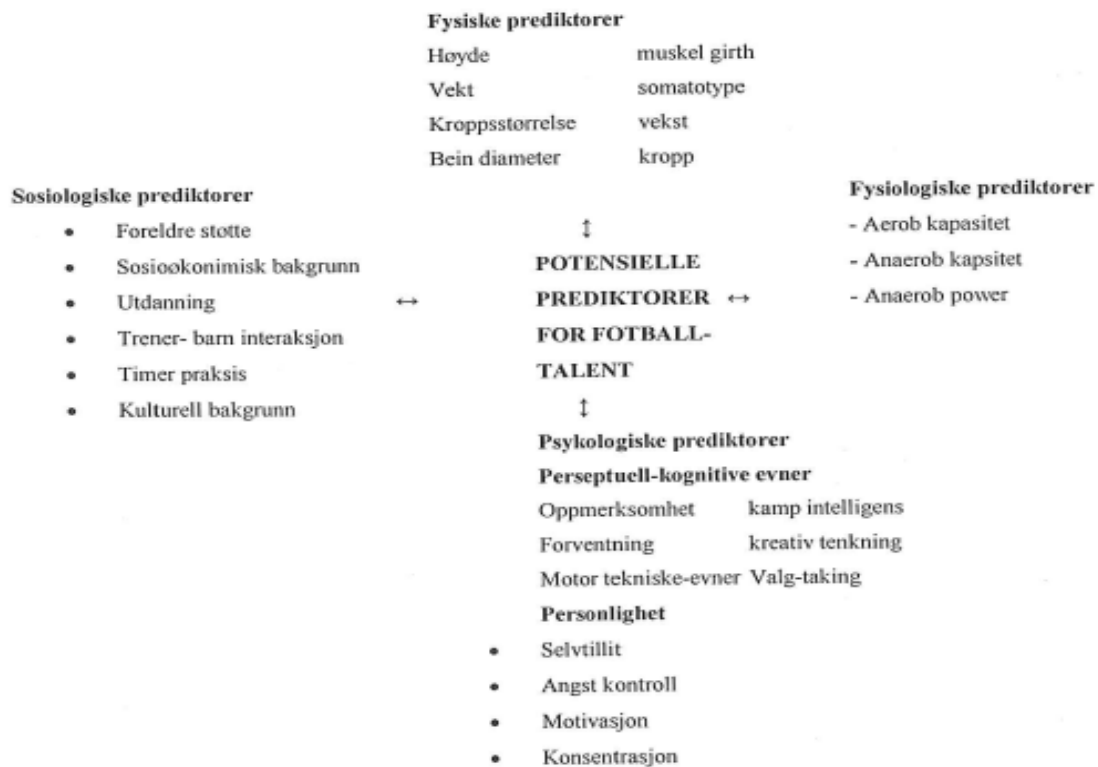 Fysiske prediktorer
Høyde muskel girth
Vekt somatotype
Kroppsstørrelse vekst
Bein diameter kropp
Sosiologiske prediktorer
• Foreldre støtte
• Sosioøkonimisk bakgrunn
• Utdanning ↔
• Trener- barn interaksjon
• Timer praksis
• Kulturell bakgrunn
↕
POTENSIELLE
PREDIKTORER ↔
FOR FOTBALL-
TALENT
↕
Fysiologiske prediktorer
- Aerob kapasitet
- Anaerob kapsitet
- Anaerob power
Psykologiske prediktorer
Perseptuell-kognitive evner
Oppmerksomhet kamp intelligens
Forventning kreativ tenkning
Motor tekniske-evner Valg-taking
Personlighet
• Selvtillit
• Angst kontroll
• Motivasjon
• Konsentrasjon